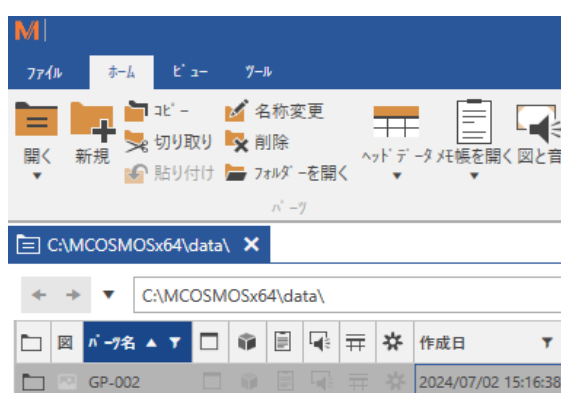 M
ファイル ホーム ビュー ツール
開く 新規 コピー 切り取り 貼り付け 名称変更 削除 フォルダーを開く ヘッドデータ メモ帳を開く 図と音
パーツ
C:\MCOSMOSx64\data\
C:\MCOSMOSx64\data\
図 パーツ名 作成日
GP-002 2024/07/02 15:16:38